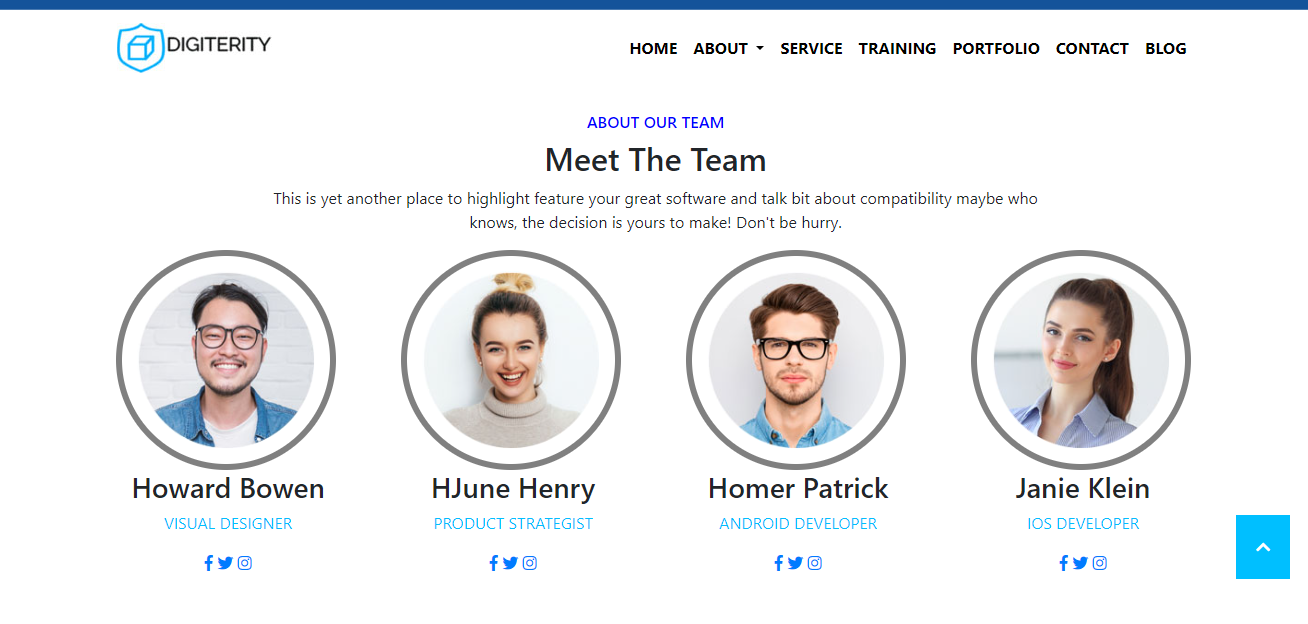 DIGITERITY
HOME ABOUT SERVICE TRAINING PORTFOLIO CONTACT BLOG
ABOUT OUR TEAM
Meet The Team
This is yet another place to highlight feature your great software and talk bit about compatibility maybe who
knows, the decision is yours to make! Don't be hurry.
Howard Bowen
VISUAL DESIGNER
HJune Henry
PRODUCT STRATEGIST
Homer Patrick
ANDROID DEVELOPER
Janie Klein
IOS DEVELOPER